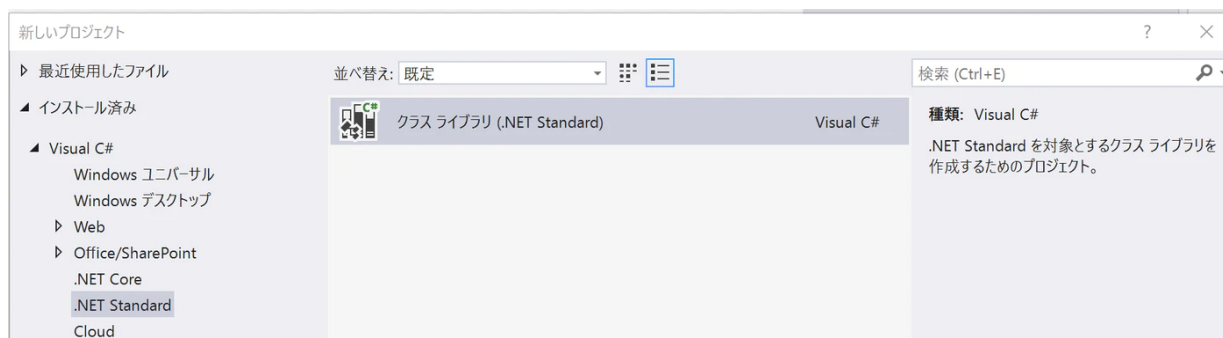 新しいプロジェクト
?
最近使用したファイル
インストール済み
Visual C#
Windows ユニバーサル
Windows デスクトップ
Web
Office/SharePoint
.NET Core
.NET Standard
Cloud
並べ替え: 既定
C#
クラス ライブラリ (.NET Standard) Visual C#
検索 (Ctrl+E)
種類: Visual C#
.NET Standard を対象とするクラス ライブラリを
作成するためのプロジェクト。